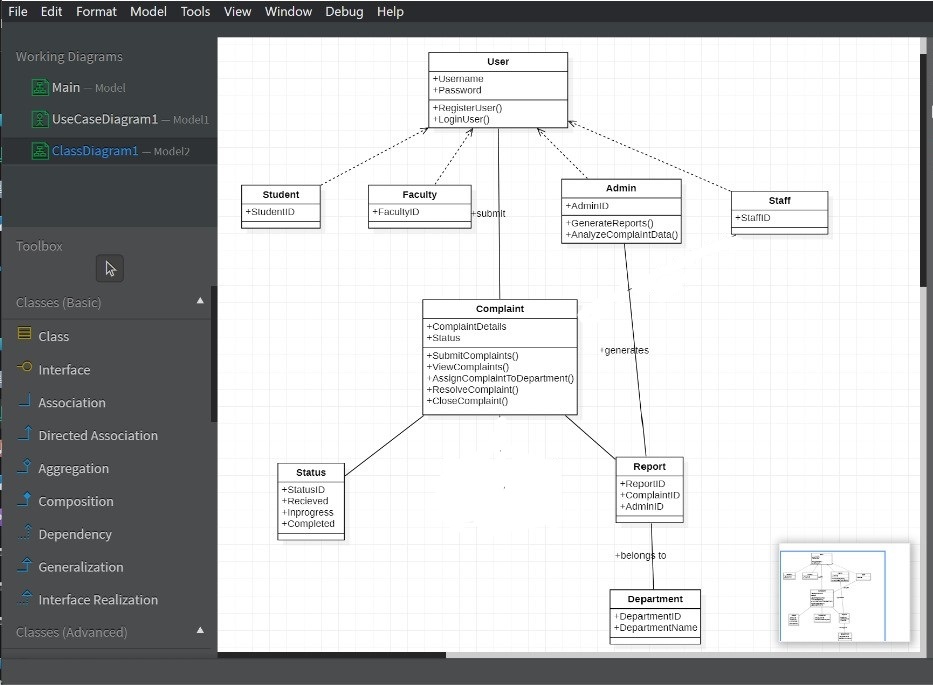 File Edit Format Model Tools View Window Debug Help
Working Diagrams
Main — Model
UseCaseDiagram1 — Model1
ClassDiagram1 — Model2
Toolbox
Classes (Basic)
Class
Interface
Association
Directed Association
Aggregation
Composition
Dependency
Generalization
Interface Realization
Classes (Advanced)
User
+Username
+Password
+RegisterUser()
+LoginUser()
Student
+StudentID
Faculty
+FacultyID
+submit
Admin
+AdminID
+GenerateReports()
+AnalyzeComplaintData()
Staff
+StaffID
Complaint
+ComplaintDetails
+Status
+SubmitComplaints()
+ViewComplaints()
+AssignComplaintToDepartment()
+ResolveComplaint()
+CloseComplaint()
+generates
Status
+StatusID
+Recieved
+Inprogress
+Completed
Report
+ReportID
+ComplaintID
+AdminID
+belongs to
Department
+DepartmentID
+DepartmentName